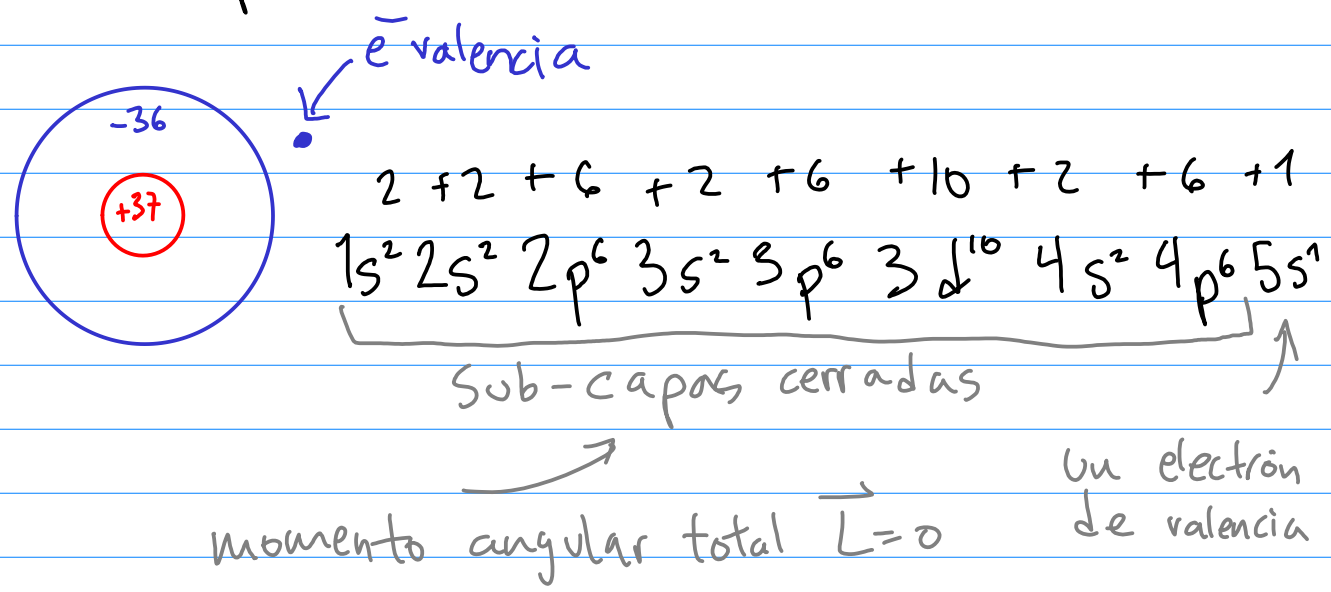 e⁻ valencia
-36
+37
2 + 2 + 6 + 2 + 6 + 10 + 2 + 6 + 1
1s² 2s² 2p⁶ 3s² 3p⁶ 3d¹⁰ 4s² 4p⁶ 5s¹
Sub-capas cerradas
un electrón
de valencia
momento angular total L⃗=0